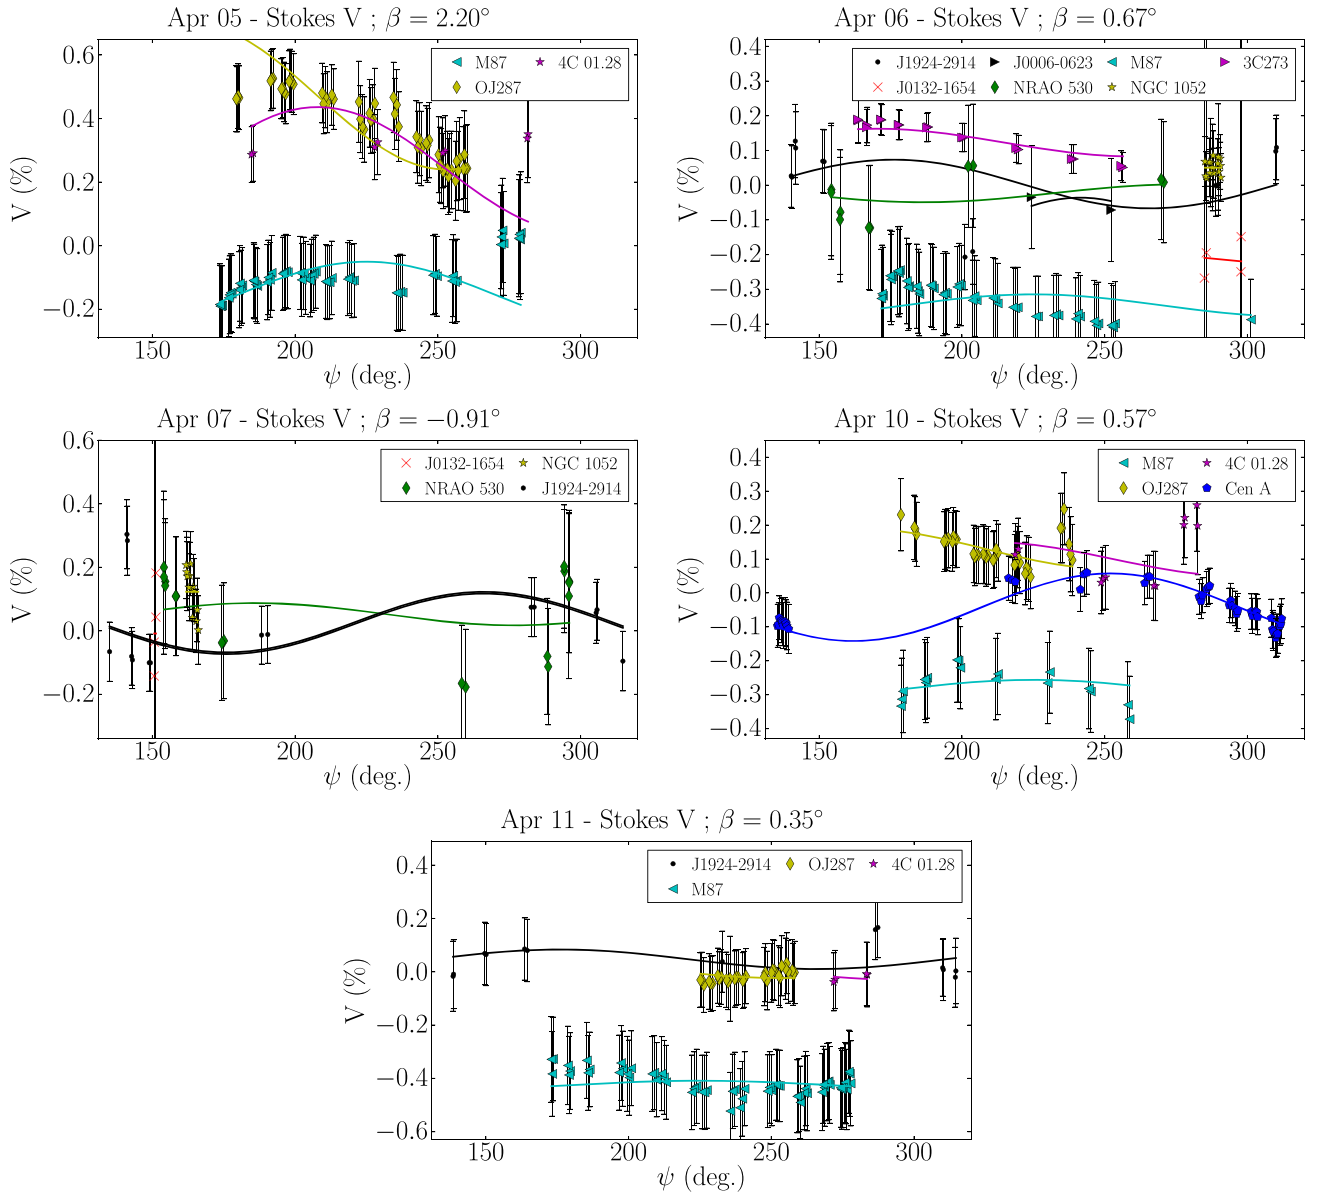 Apr 05 - Stokes V ; β = 2.20°
M87
4C 01.28
OJ287
0.6
0.4
0.2
0.0
−0.2
V (%)
150
200
250
300
ψ (deg.)
Apr 06 - Stokes V ; β = 0.67°
J1924-2914
J0006-0623
M87
3C273
J0132-1654
NRAO 530
NGC 1052
0.4
0.3
0.2
0.1
0.0
−0.1
−0.2
−0.3
−0.4
V (%)
150
200
250
300
ψ (deg.)
Apr 07 - Stokes V ; β = −0.91°
J0132-1654
NGC 1052
NRAO 530
J1924-2914
0.6
0.4
0.2
0.0
−0.2
V (%)
150
200
250
300
ψ (deg.)
Apr 10 - Stokes V ; β = 0.57°
M87
4C 01.28
OJ287
Cen A
0.4
0.3
0.2
0.1
0.0
−0.1
−0.2
−0.3
−0.4
V (%)
150
200
250
300
ψ (deg.)
Apr 11 - Stokes V ; β = 0.35°
J1924-2914
OJ287
4C 01.28
M87
0.4
0.2
0.0
−0.2
−0.4
−0.6
V (%)
150
200
250
300
ψ (deg.)